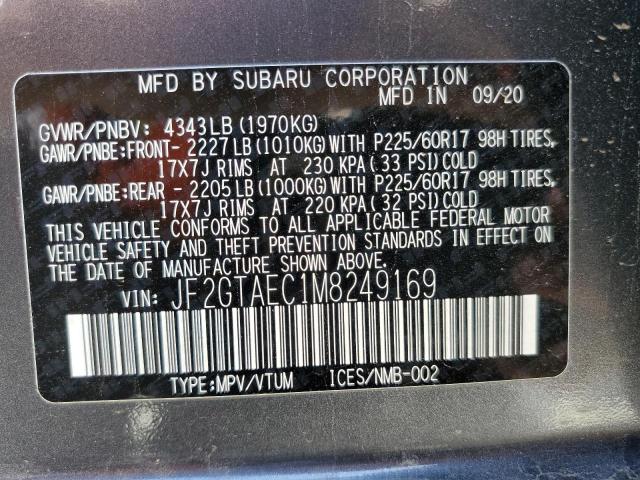 MFD BY SUBARU CORPORATION
MFD IN 09/20
GVWR/PNBV: 4343LB (1970KG)
GAWR/PNBE:FRONT- 2227 LB (1010KG) WITH P225/60R17 98H TIRES,
17X7J RIMS AT 230 KPA( 33 PSI) COLD
GAWR/PNBE:REAR - 2205 LB (1000KG) WITH P225/60R17 98H TIRES,
17X7J RIMS AT 220 KPA( 32 PSI) COLD
THIS VEHICLE CONFORMS TO ALL APPLICABLE FEDERAL MOTOR
VEHICLE SAFETY AND THEFT PREVENTION STANDARDS IN EFFECT ON
THE DATE OF MANUFACTURE SHOWN ABOVE.
VIN: JF2GTAEC1M8249169
TYPE:MPV/VTUM ICES/NMB-002